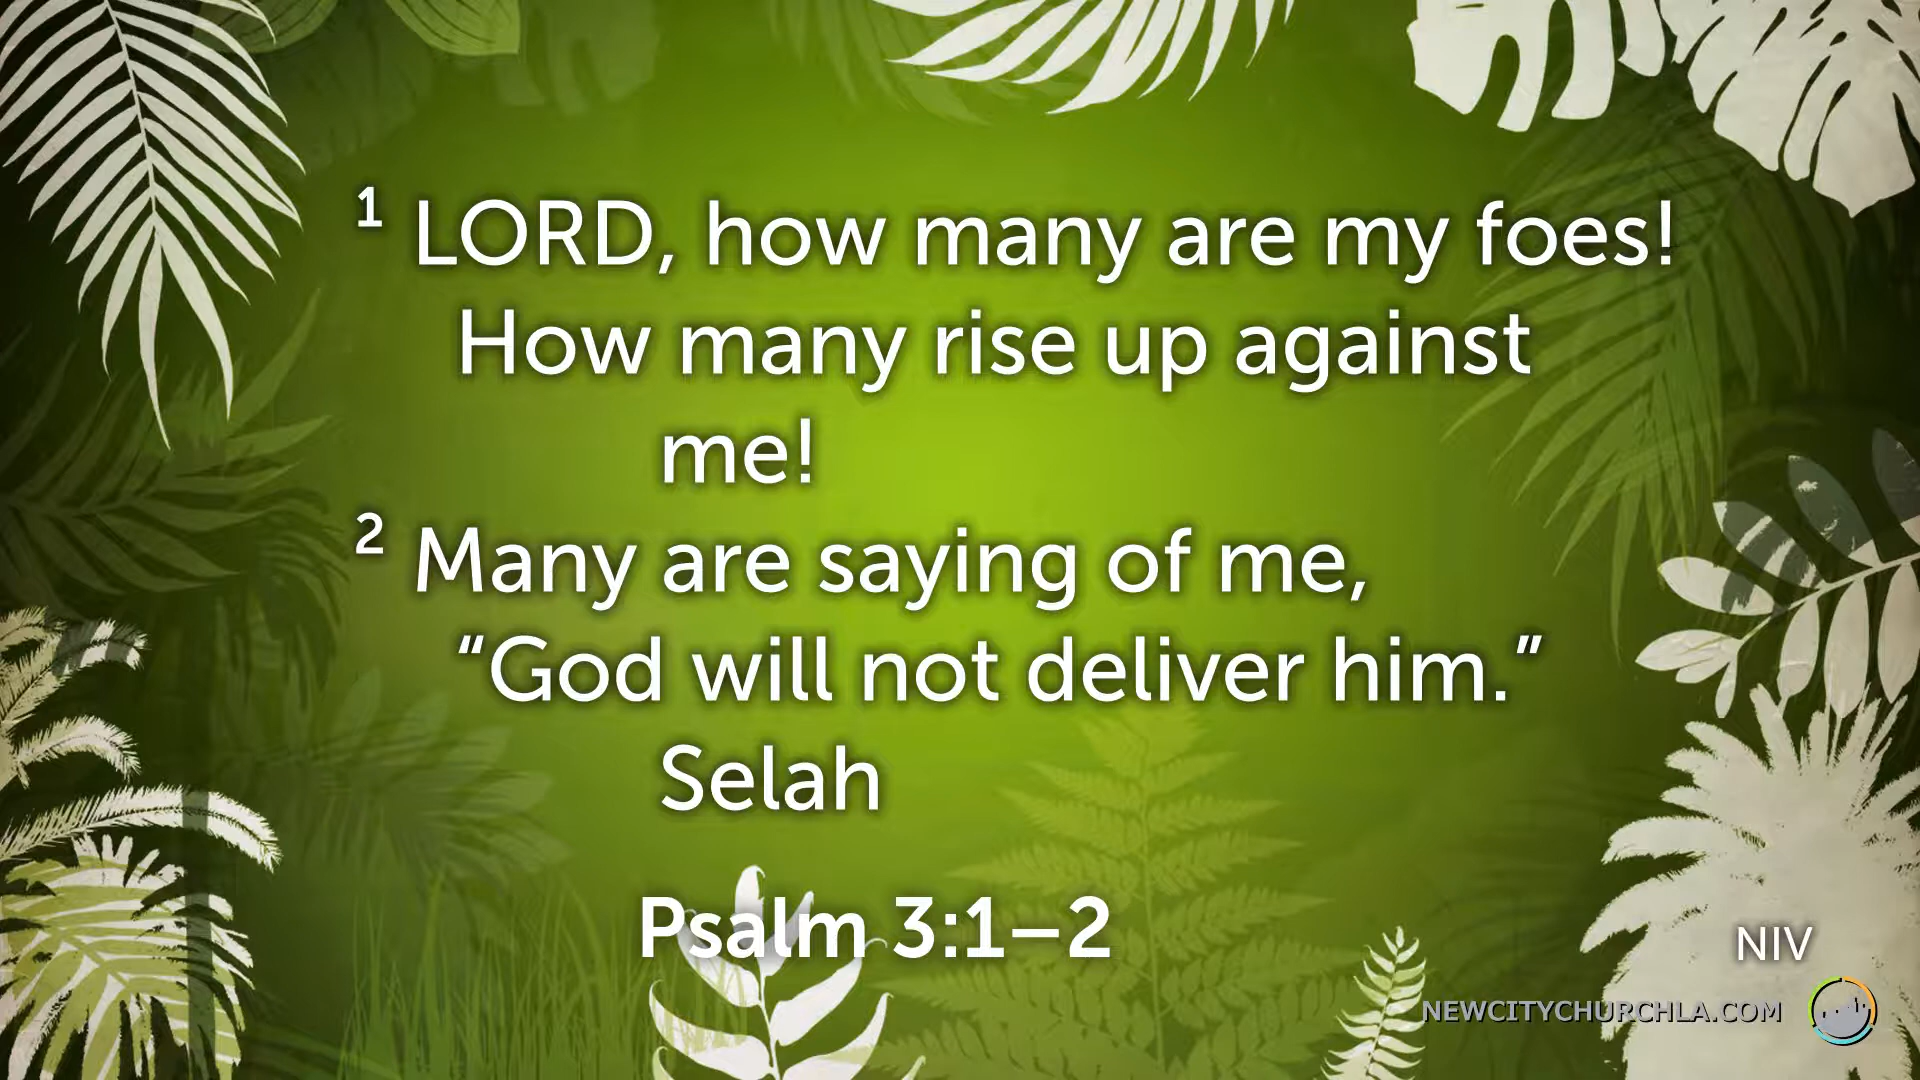 1 LORD, how many are my foes!
How many rise up against
me!
2 Many are saying of me,
“God will not deliver him.”
Selah
Psalm 3:1–2
NIV
NEWCITYCHURCHLA.COM